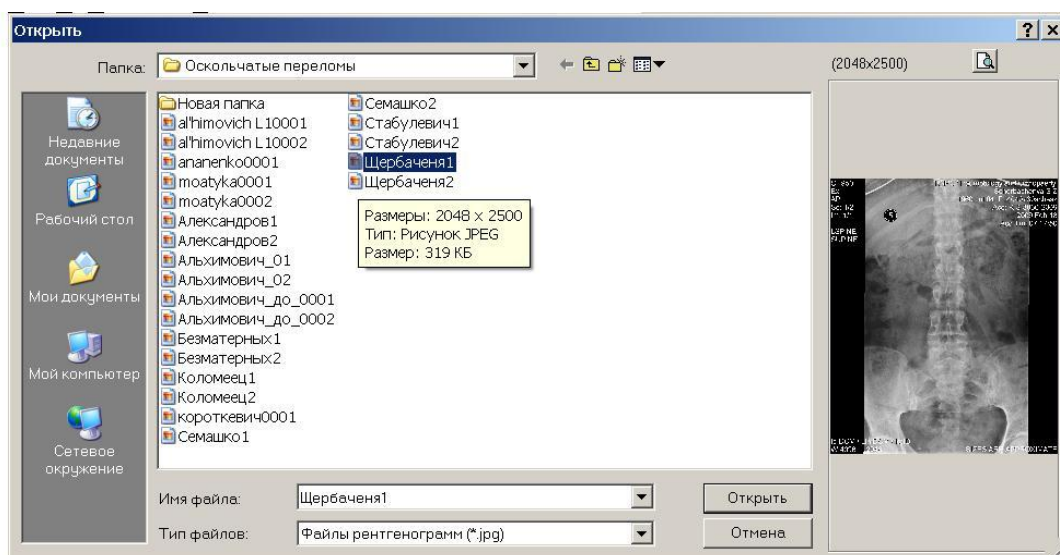 Открыть
Папка: Оскольчатые переломы
(2048x2500)
Недавние документы
Рабочий стол
Мои документы
Мой компьютер
Сетевое окружение
Новая папка
al'himovich L 10001
al'himovich L 10002
ananenko0001
moatyka0001
moatyka0002
Александров1
Александров2
Альхимович_01
Альхимович_02
Альхимович_до_0001
Альхимович_до_0002
Безматерных1
Безматерных2
Коломеец1
Коломеец2
короткевич0001
Семашко1
Семашко2
Стабулевич1
Стабулевич2
Щербаченя1
Щербаченя2
Размеры: 2048 x 2500
Тип: Рисунок JPEG
Размер: 319 КБ
Имя файла: Щербаченя1
Открыть
Тип файлов: Файлы рентгенограмм (*.jpg)
Отмена